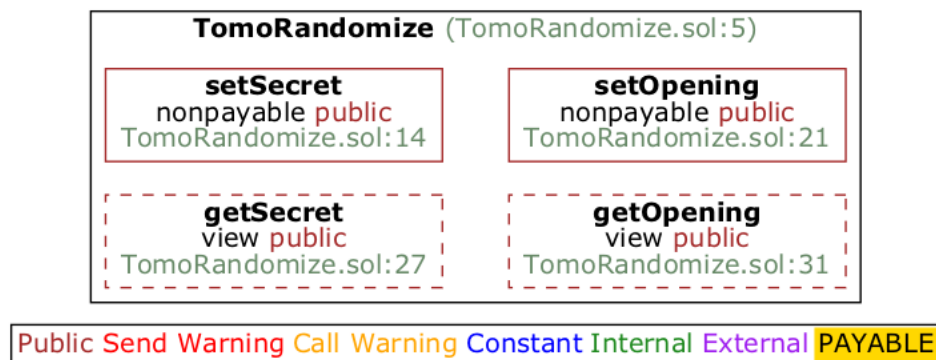 TomoRandomize (TomoRandomize.sol:5)
setSecret
nonpayable public
TomoRandomize.sol:14
setOpening
nonpayable public
TomoRandomize.sol:21
getSecret
view public
TomoRandomize.sol:27
getOpening
view public
TomoRandomize.sol:31
Public Send Warning Call Warning Constant Internal External PAYABLE